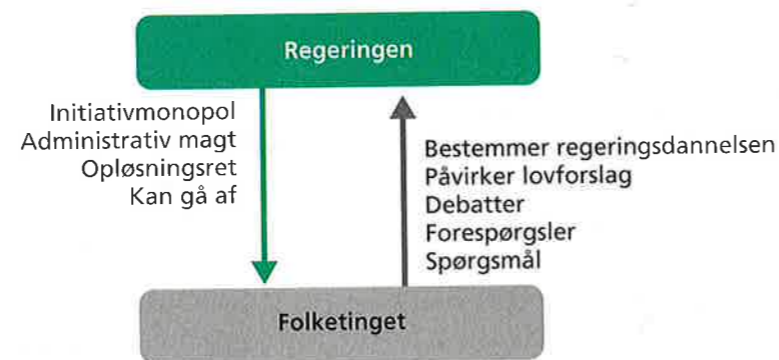 Regeringen
Initiativmonopol
Administrativ magt
Opløsningsret
Kan gå af
Bestemmer regeringsdannelsen
Påvirker lovforslag
Debatter
Forespørgsler
Spørgsmål
Folketinget